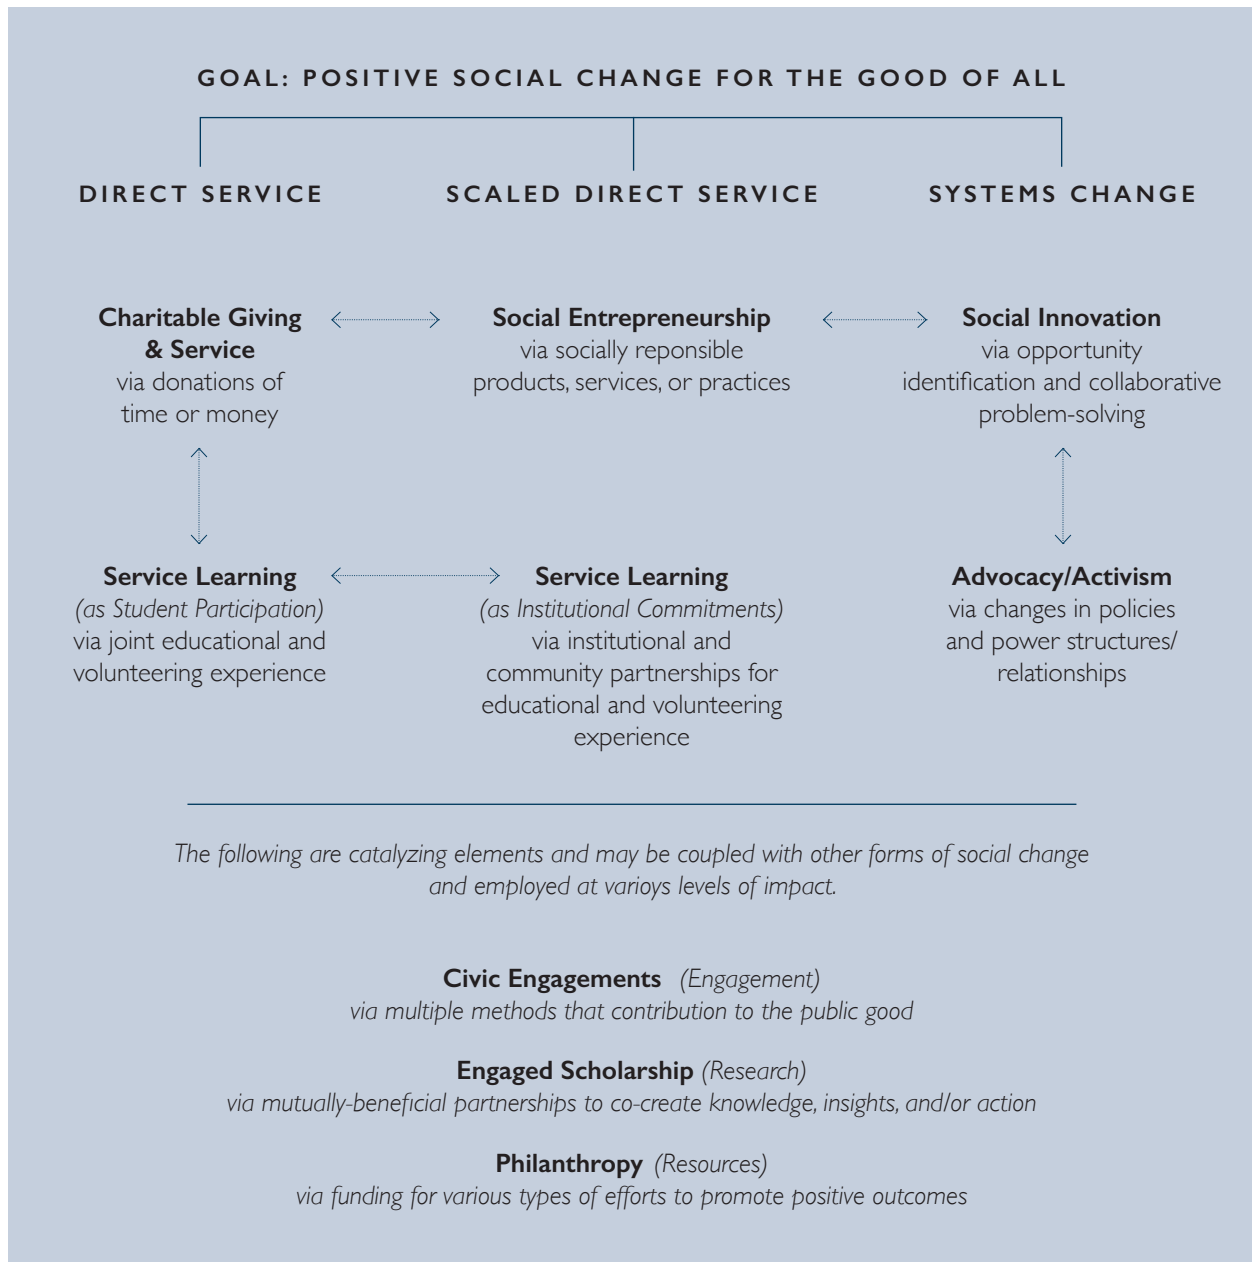 GOAL: POSITIVE SOCIAL CHANGE FOR THE GOOD OF ALL
DIRECT SERVICE
SCALED DIRECT SERVICE
SYSTEMS CHANGE
Charitable Giving
& Service
via donations of
time or money
Social Entrepreneurship
via socially reponsible
products, services, or practices
Social Innovation
via opportunity
identification and collaborative
problem-solving
Service Learning
(as Student Participation)
via joint educational and
volunteering experience
Service Learning
(as Institutional Commitments)
via institutional and
community partnerships for
educational and volunteering
experience
Advocacy/Activism
via changes in policies
and power structures/
relationships
The following are catalyzing elements and may be coupled with other forms of social change
and employed at varioys levels of impact.
Civic Engagements (Engagement)
via multiple methods that contribution to the public good
Engaged Scholarship (Research)
via mutually-beneficial partnerships to co-create knowledge, insights, and/or action
Philanthropy (Resources)
via funding for various types of efforts to promote positive outcomes